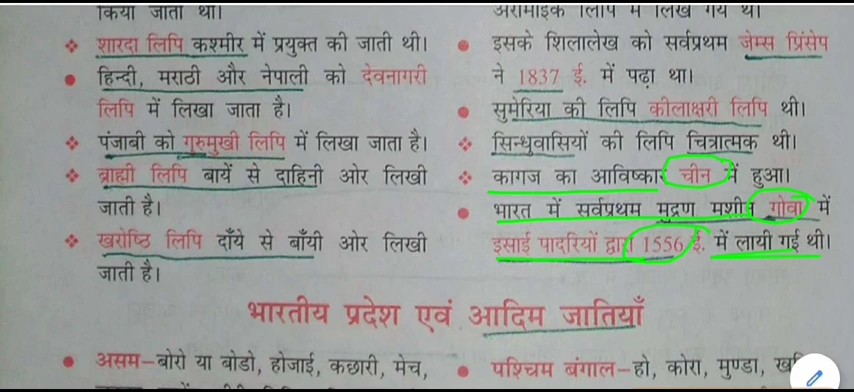 किया जाता था।
❖ शारदा लिपि कश्मीर में प्रयुक्त की जाती थी।
● हिन्दी, मराठी और नेपाली को देवनागरी
लिपि में लिखा जाता है।
❖ पंजाबी को गुरुमुखी लिपि में लिखा जाता है।
❖ ब्राह्मी लिपि बायें से दाहिनी ओर लिखी
जाती है।
❖ खरोष्ठि लिपि दाँये से बाँयी ओर लिखी
जाती है।
अरामाइक लिपि में लिखे गये थे।
● इसके शिलालेख को सर्वप्रथम जेम्स प्रिंसेप
ने 1837 ई. में पढ़ा था।
● सुमेरिया की लिपि कीलाक्षरी लिपि थी।
❖ सिन्धुवासियों की लिपि चित्रात्मक थी।
❖ कागज का आविष्कार चीन में हुआ।
● भारत में सर्वप्रथम मुद्रण मशीन गोवा में
इसाई पादरियों द्वारा 1556 ई. में लायी गई थी।
भारतीय प्रदेश एवं आदिम जातियाँ
● असम–बोरो या बोडो, होजाई, कछारी, मेच,
● पश्चिम बंगाल–हो, कोरा, मुण्डा,